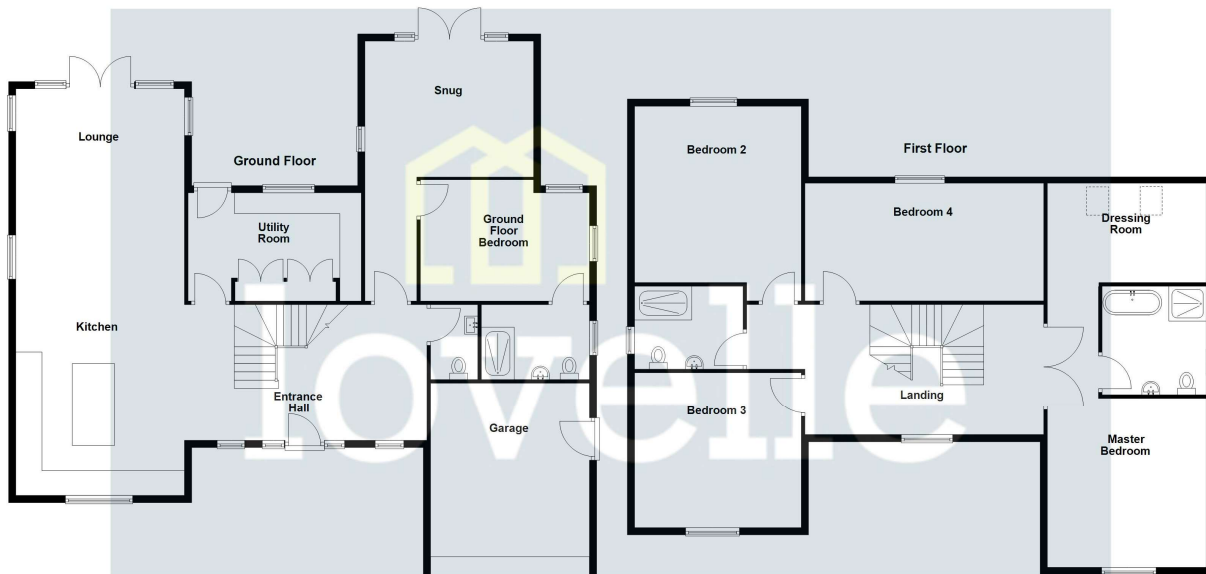 Lounge
Ground Floor
Snug
Utility
Room
Ground
Floor
Bedroom
Kitchen
Entrance
Hall
Garage
Bedroom 2
First Floor
Bedroom 4
Dressing
Room
Bedroom 3
Landing
Master
Bedroom
lovelle